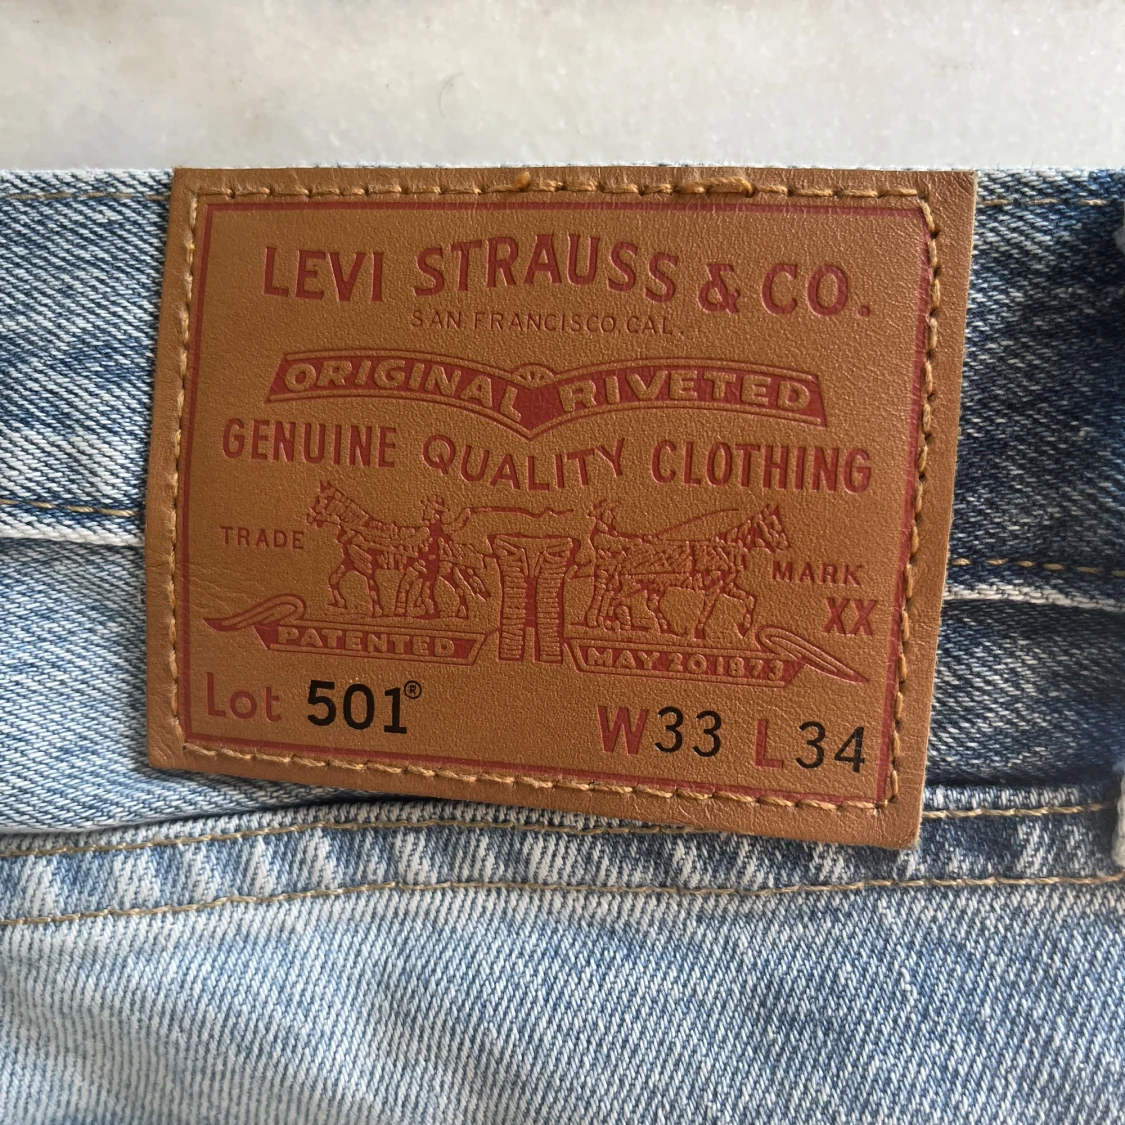 LEVI STRAUSS & CO.
SAN FRANCISCO, CAL.
ORIGINAL RIVETED
GENUINE QUALITY CLOTHING
TRADE MARK
XX
PATENTED MAY 20 1873
Lot 501® W33 L34